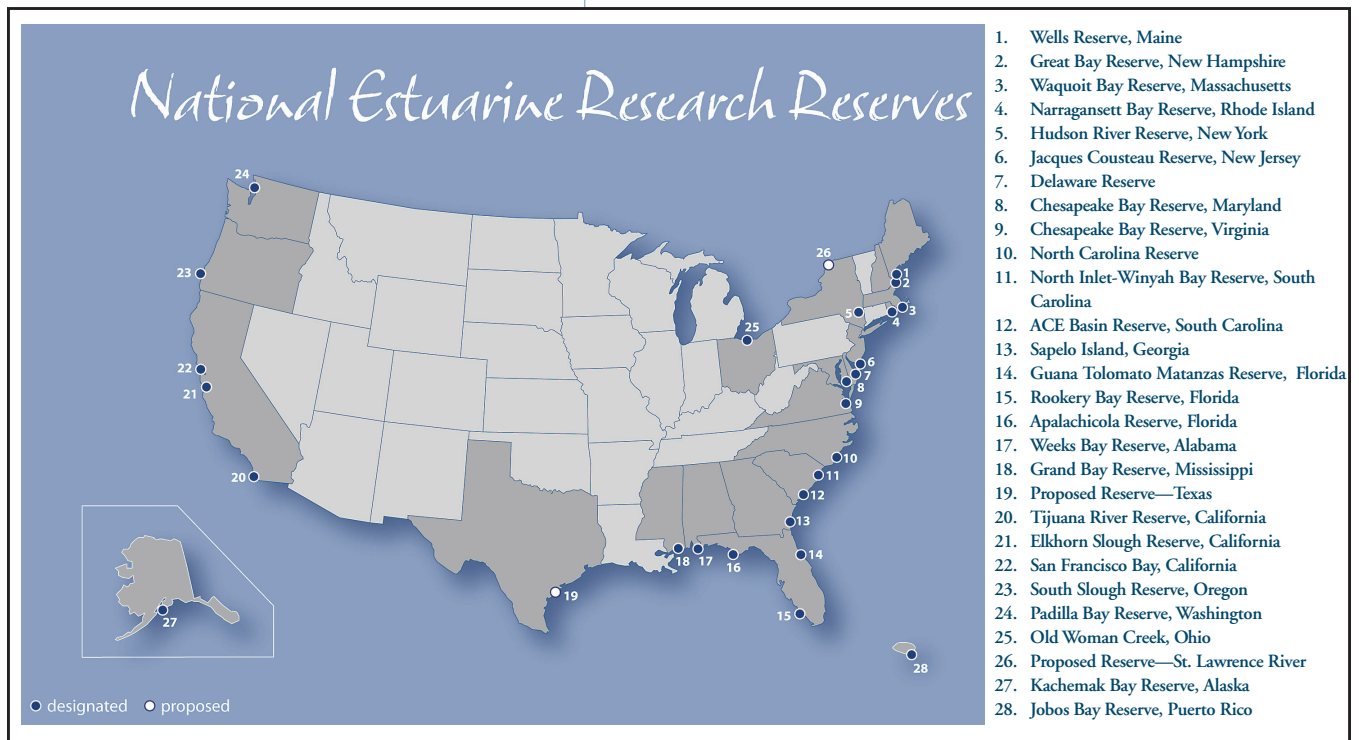 National Estuarine Research Reserves
24
26
23
1
2
3
5
4
25
22
6
7
21
8
9
10
20
11
12
13
18
17
16
14
19
15
27
28
designated
proposed
1. Wells Reserve, Maine
2. Great Bay Reserve, New Hampshire
3. Waquoit Bay Reserve, Massachusetts
4. Narragansett Bay Reserve, Rhode Island
5. Hudson River Reserve, New York
6. Jacques Cousteau Reserve, New Jersey
7. Delaware Reserve
8. Chesapeake Bay Reserve, Maryland
9. Chesapeake Bay Reserve, Virginia
10. North Carolina Reserve
11. North Inlet-Winyah Bay Reserve, South
Carolina
12. ACE Basin Reserve, South Carolina
13. Sapelo Island, Georgia
14. Guana Tolomato Matanzas Reserve, Florida
15. Rookery Bay Reserve, Florida
16. Apalachicola Reserve, Florida
17. Weeks Bay Reserve, Alabama
18. Grand Bay Reserve, Mississippi
19. Proposed Reserve—Texas
20. Tijuana River Reserve, California
21. Elkhorn Slough Reserve, California
22. San Francisco Bay, California
23. South Slough Reserve, Oregon
24. Padilla Bay Reserve, Washington
25. Old Woman Creek, Ohio
26. Proposed Reserve—St. Lawrence River
27. Kachemak Bay Reserve, Alaska
28. Jobos Bay Reserve, Puerto Rico